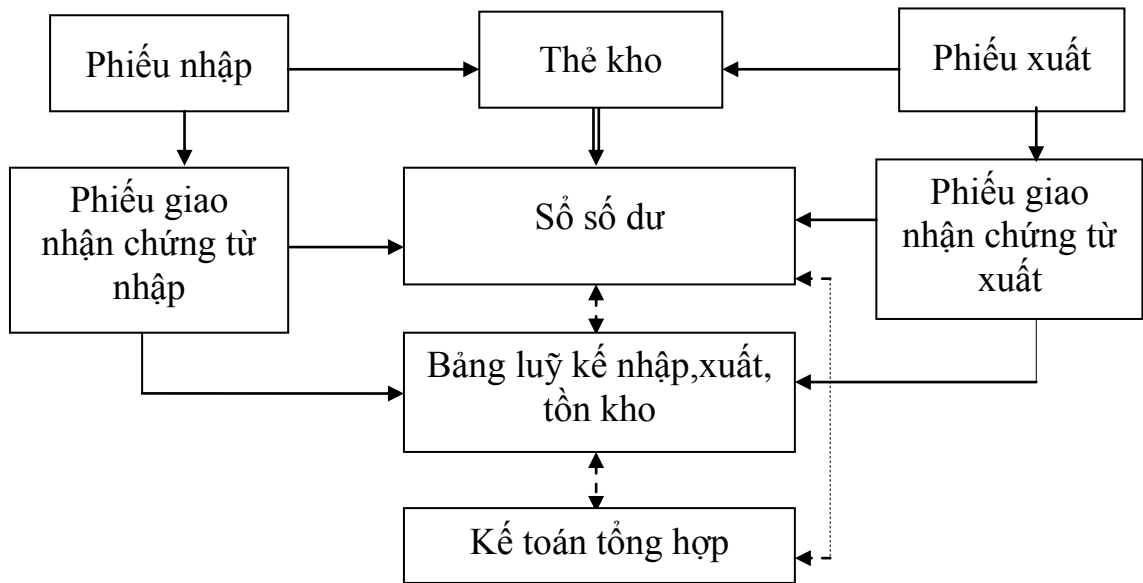 Phiếu nhập
Thẻ kho
Phiếu xuất
Phiếu giao
nhận chứng từ
nhập
Sổ số dư
Phiếu giao
nhận chứng từ
xuất
Bảng luỹ kế nhập,xuất,
tồn kho
Kế toán tổng hợp